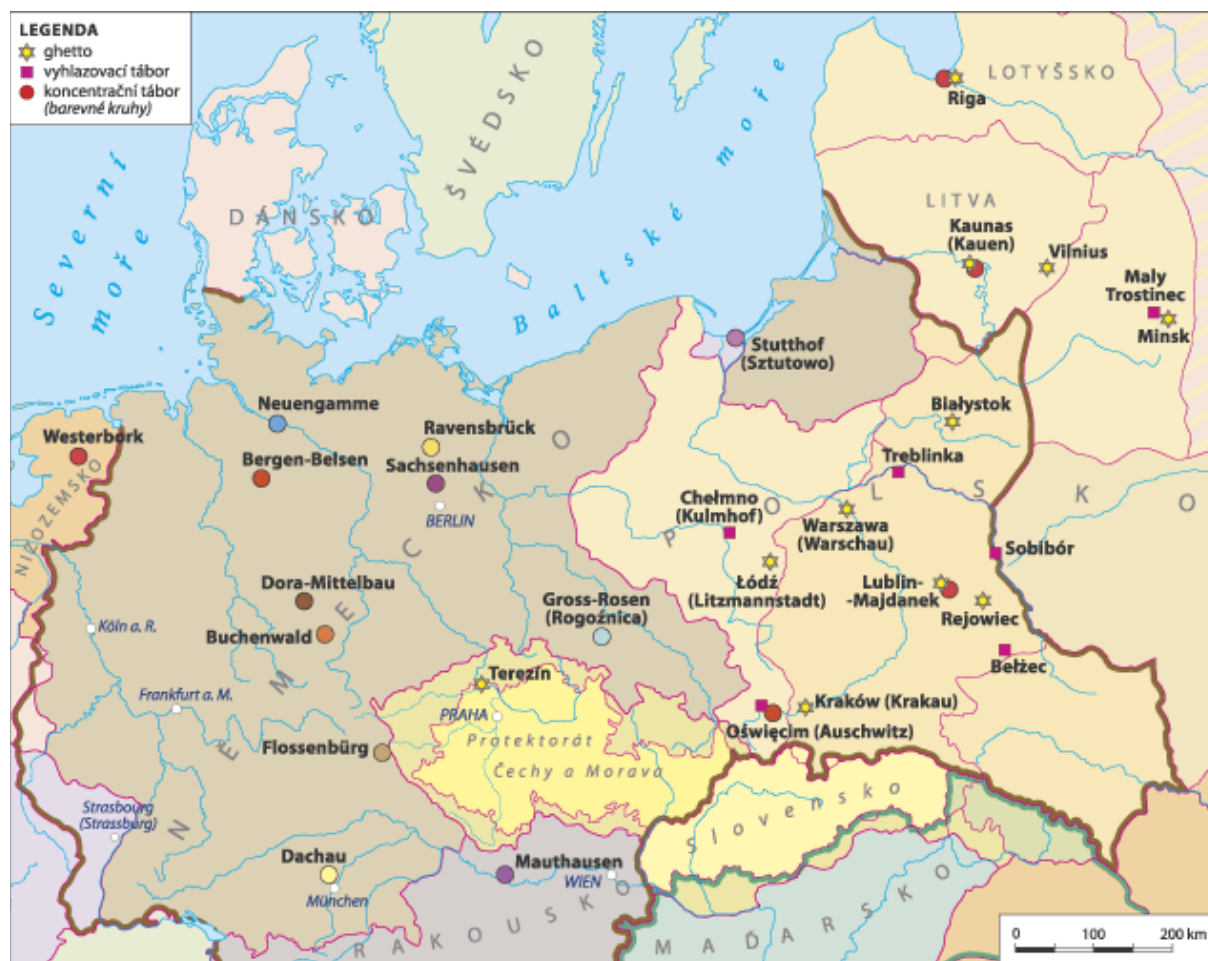 LEGENDA
ghetto
vyhlazovací tábor
koncentrační tábor
(barevné kruhy)
Severní
moře
DÁNSKO
ŠVÉDSKO
Baltské moře
LOTYŠSKO
Riga
LITVA
Kaunas
(Kauen)
Vilnius
Maly
Trostinec
Minsk
Stutthof
(Sztutowo)
Neuengamme
Ravensbrück
Westerbork
Bergen-Belsen
Sachsenhausen
BERLIN
NIZOZEMSKO
Białystok
Treblinka
Chełmno
(Kulmhof)
POLSKO
Warszawa
(Warschau)
Sobibór
Dora-Mittelbau
Łódź
(Litzmannstadt)
Lublin-
-Majdanek
Gross-Rosen
(Rogoźnica)
Rejowiec
Köln a. R.
Buchenwald
NĚMECKO
Bełżec
Terezín
Frankfurt a. M.
PRAHA
Kraków (Krakau)
Protektorát
Oświęcim (Auschwitz)
Flossenbürg
Čechy a Morava
Slovensko
Strasbourg
(Strassburg)
Dachau
Mauthausen
WIEN
München
RAKOUSKO
MAĎARSKO
0 100 200 km